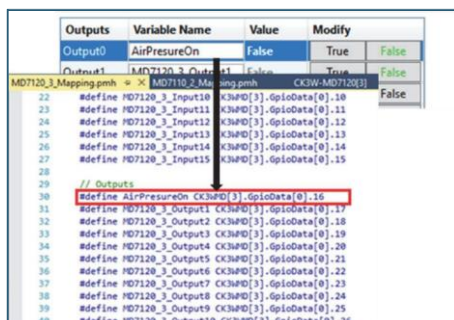 Outputs Variable Name Value Modify
Output0 AirPresureOn False True False
Output1 MD7120_3_Output1 False True False
MD7120_3_Mapping.pmh MD7110_2_Mapping.pmh CK3W-MD7120[3] False
22 #define MD7120_3_Input10 CK3WMD[3].GpioData[0].10
23 #define MD7120_3_Input11 CK3WMD[3].GpioData[0].11
24 #define MD7120_3_Input12 CK3WMD[3].GpioData[0].12
25 #define MD7120_3_Input13 CK3WMD[3].GpioData[0].13
26 #define MD7120_3_Input14 CK3WMD[3].GpioData[0].14
27 #define MD7120_3_Input15 CK3WMD[3].GpioData[0].15
28
29 // Outputs
30 #define AirPresureOn CK3WMD[3].GpioData[0].16
31 #define MD7120_3_Output1 CK3WMD[3].GpioData[0].17
32 #define MD7120_3_Output2 CK3WMD[3].GpioData[0].18
33 #define MD7120_3_Output3 CK3WMD[3].GpioData[0].19
34 #define MD7120_3_Output4 CK3WMD[3].GpioData[0].20
35 #define MD7120_3_Output5 CK3WMD[3].GpioData[0].21
36 #define MD7120_3_Output6 CK3WMD[3].GpioData[0].22
37 #define MD7120_3_Output7 CK3WMD[3].GpioData[0].23
38 #define MD7120_3_Output8 CK3WMD[3].GpioData[0].24
39 #define MD7120_3_Output9 CK3WMD[3].GpioData[0].25